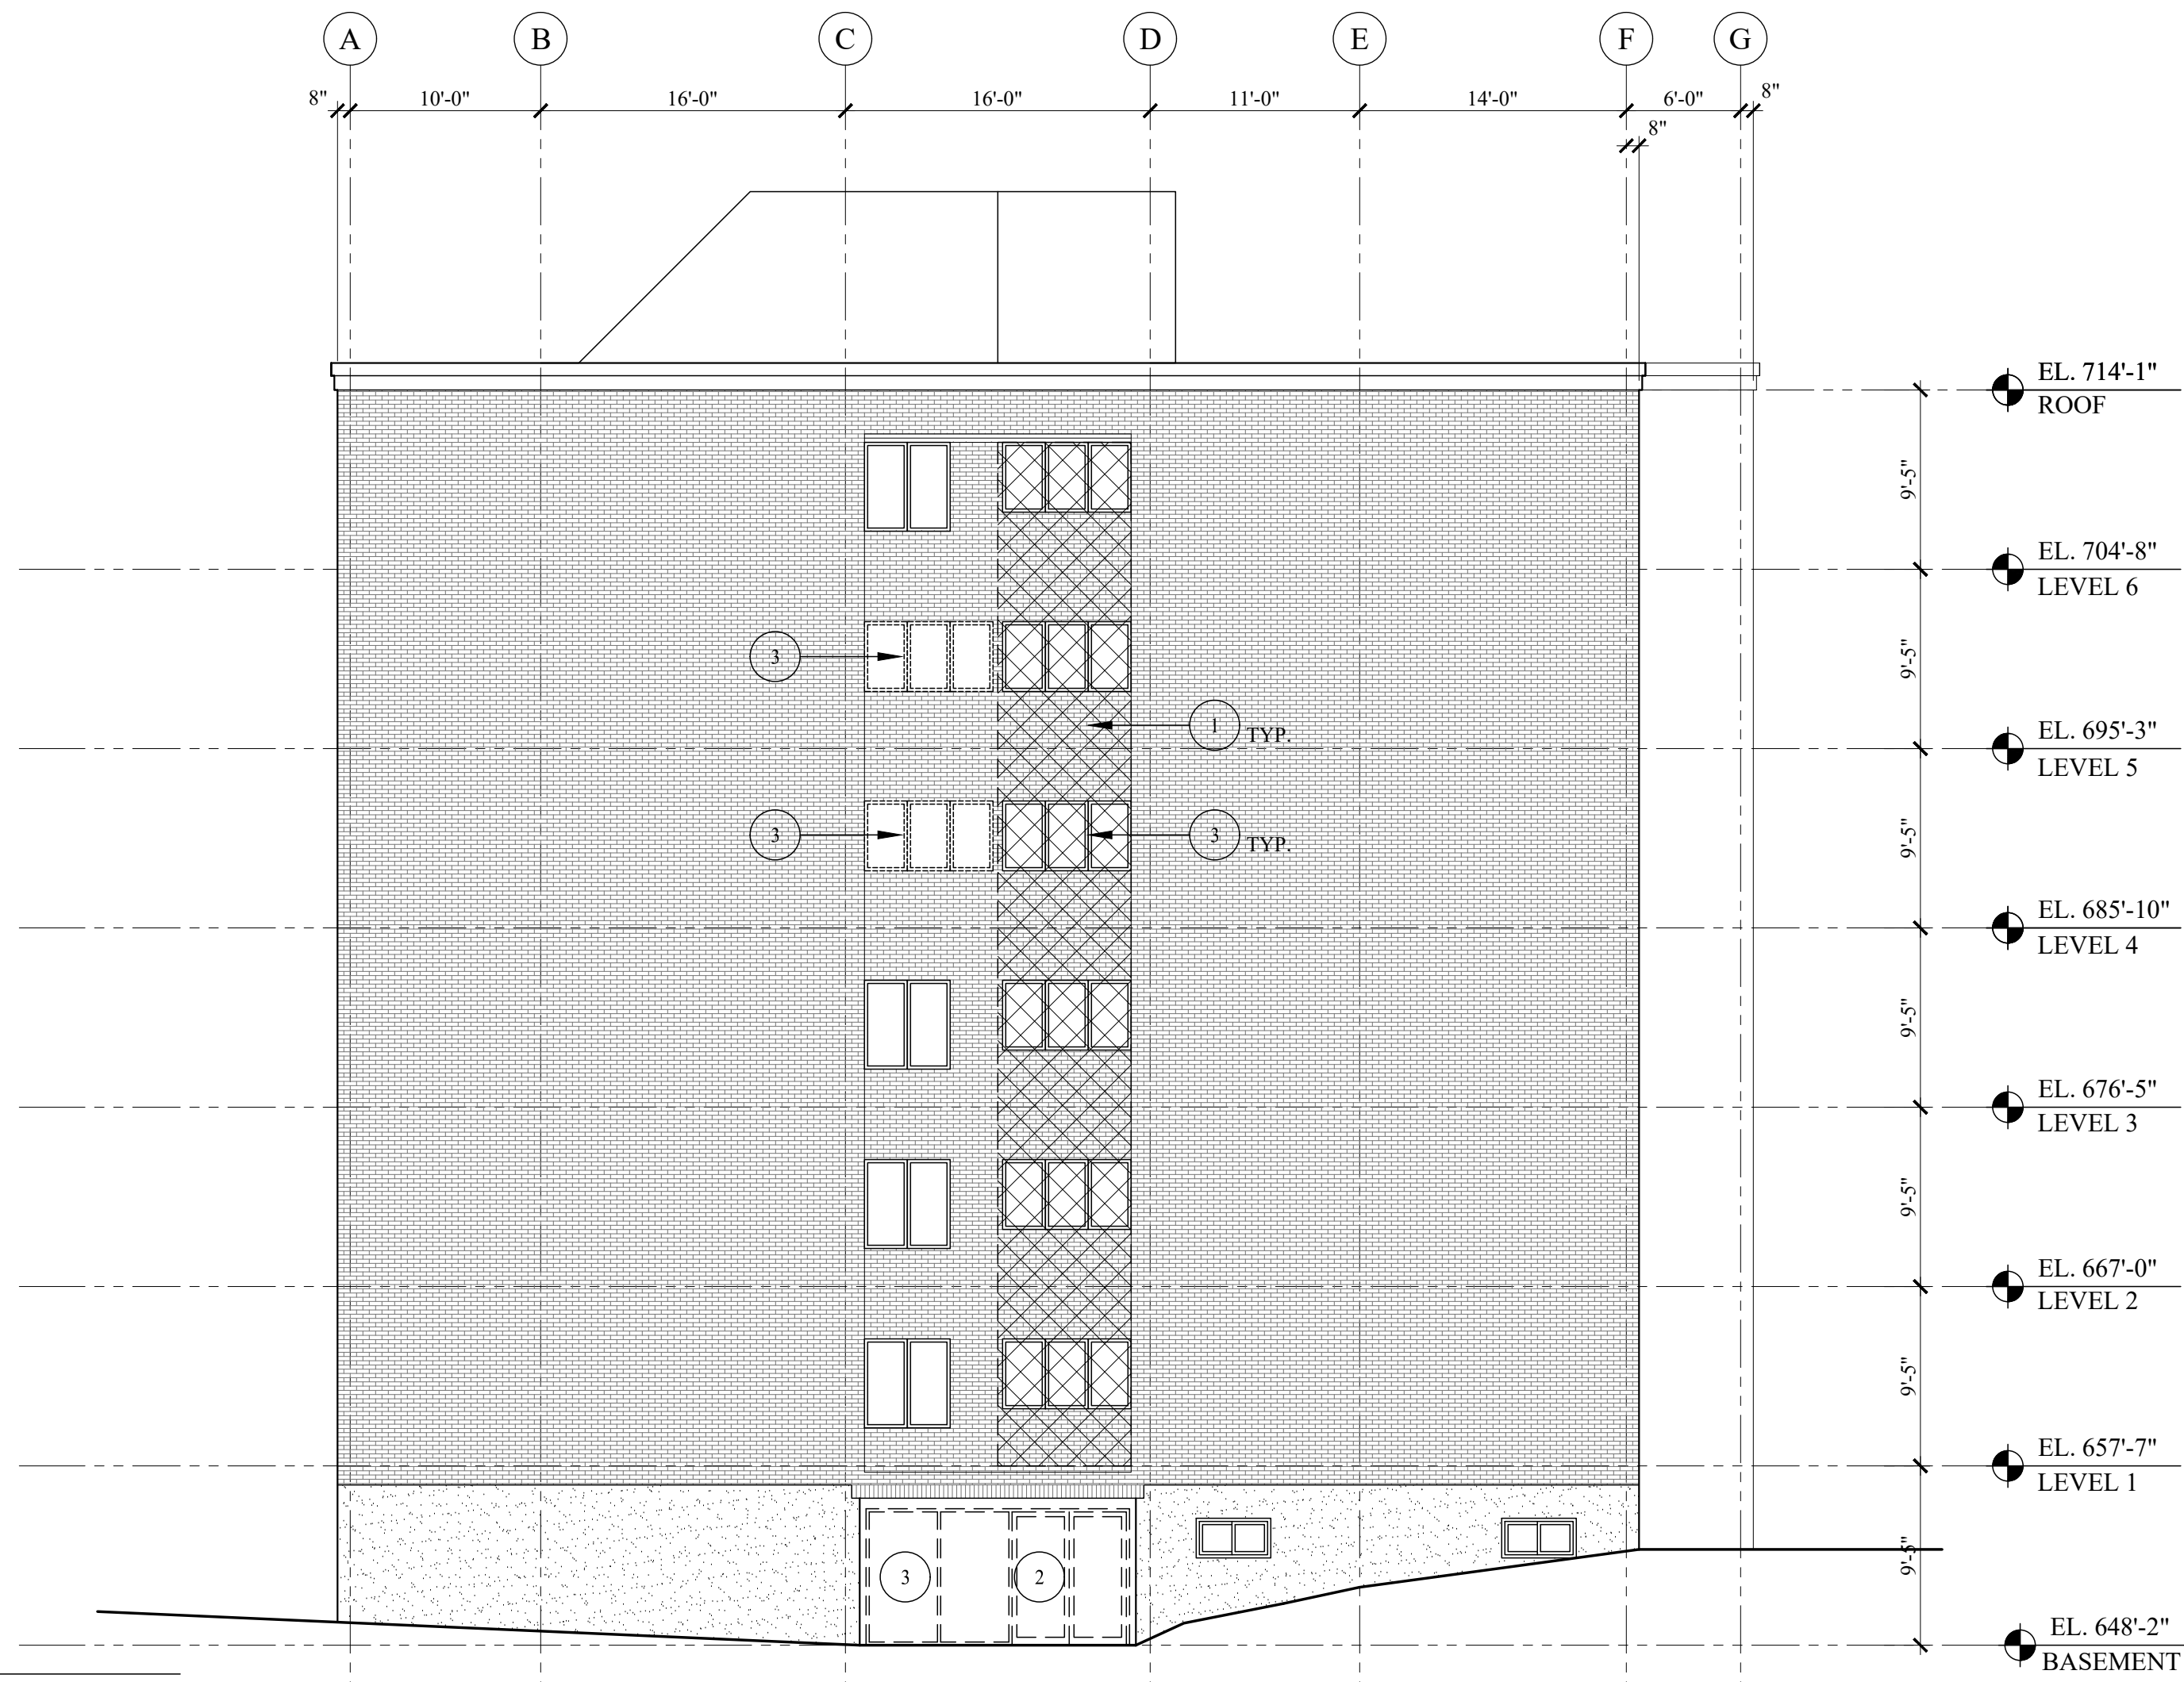 A B C D E F G
8" 10'-0" 16'-0" 16'-0" 11'-0" 14'-0" 6'-0" 8"
8"
EL. 714'-1"
ROOF
9'-5"
EL. 704'-8"
LEVEL 6
3
9'-5"
1 TYP.
EL. 695'-3"
LEVEL 5
3
3 TYP.
9'-5"
EL. 685'-10"
LEVEL 4
9'-5"
EL. 676'-5"
LEVEL 3
9'-5"
EL. 667'-0"
LEVEL 2
9'-5"
EL. 657'-7"
LEVEL 1
3 2
9'-5"
EL. 648'-2"
BASEMENT